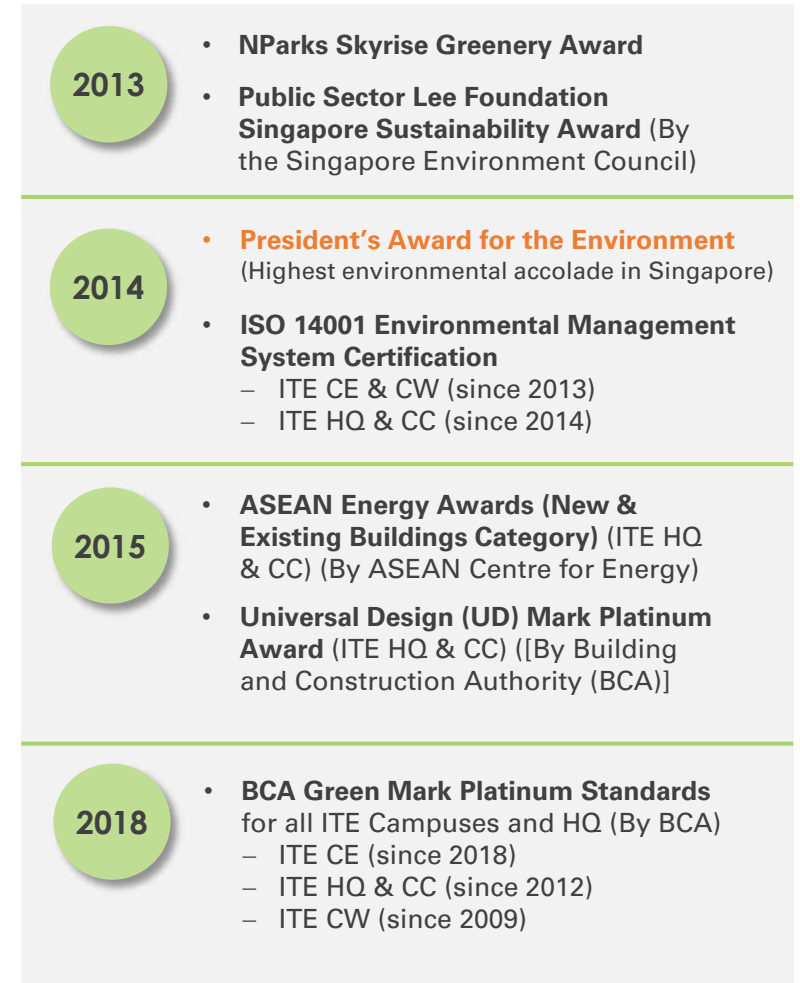 2013
• NParks Skyrise Greenery Award
• Public Sector Lee Foundation
Singapore Sustainability Award (By
the Singapore Environment Council)
2014
• President’s Award for the Environment
(Highest environmental accolade in Singapore)
• ISO 14001 Environmental Management
System Certification
– ITE CE & CW (since 2013)
– ITE HQ & CC (since 2014)
2015
• ASEAN Energy Awards (New &
Existing Buildings Category) (ITE HQ
& CC) (By ASEAN Centre for Energy)
• Universal Design (UD) Mark Platinum
Award (ITE HQ & CC) ([By Building
and Construction Authority (BCA)]
2018
• BCA Green Mark Platinum Standards
for all ITE Campuses and HQ (By BCA)
– ITE CE (since 2018)
– ITE HQ & CC (since 2012)
– ITE CW (since 2009)